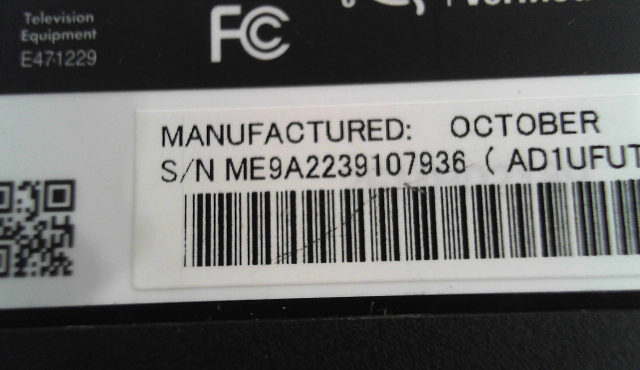 Television
Equipment
E471229
FC
MANUFACTURED: OCTOBER
S/N ME9A2239107936 ( AD1UFUT